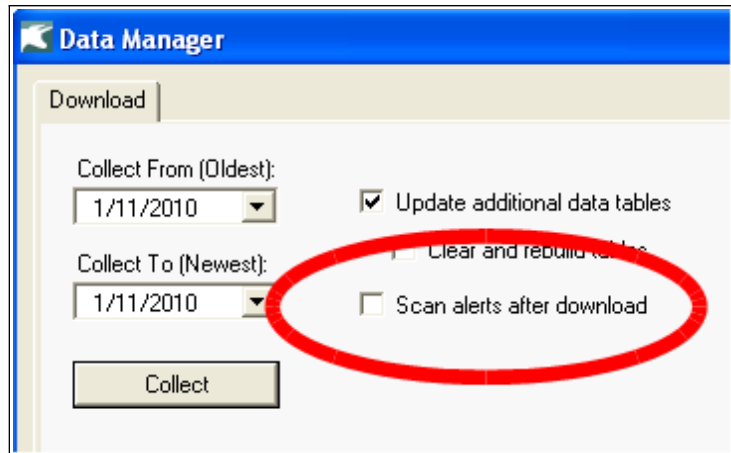 Data Manager
Download
Collect From (Oldest):
1/11/2010
Update additional data tables
Clear and rebuild tables
Collect To (Newest):
1/11/2010
Scan alerts after download
Collect